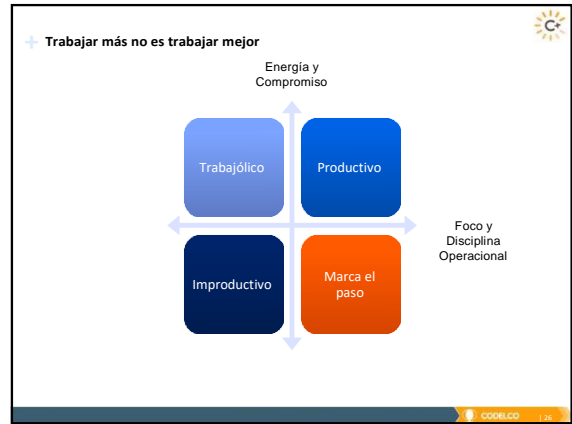 Trabajar más no es trabajar mejor
C+
Energía y
Compromiso
Trabajólico
Productivo
Foco y
Disciplina
Operacional
Improductivo
Marca el
paso
CODELCO | 26